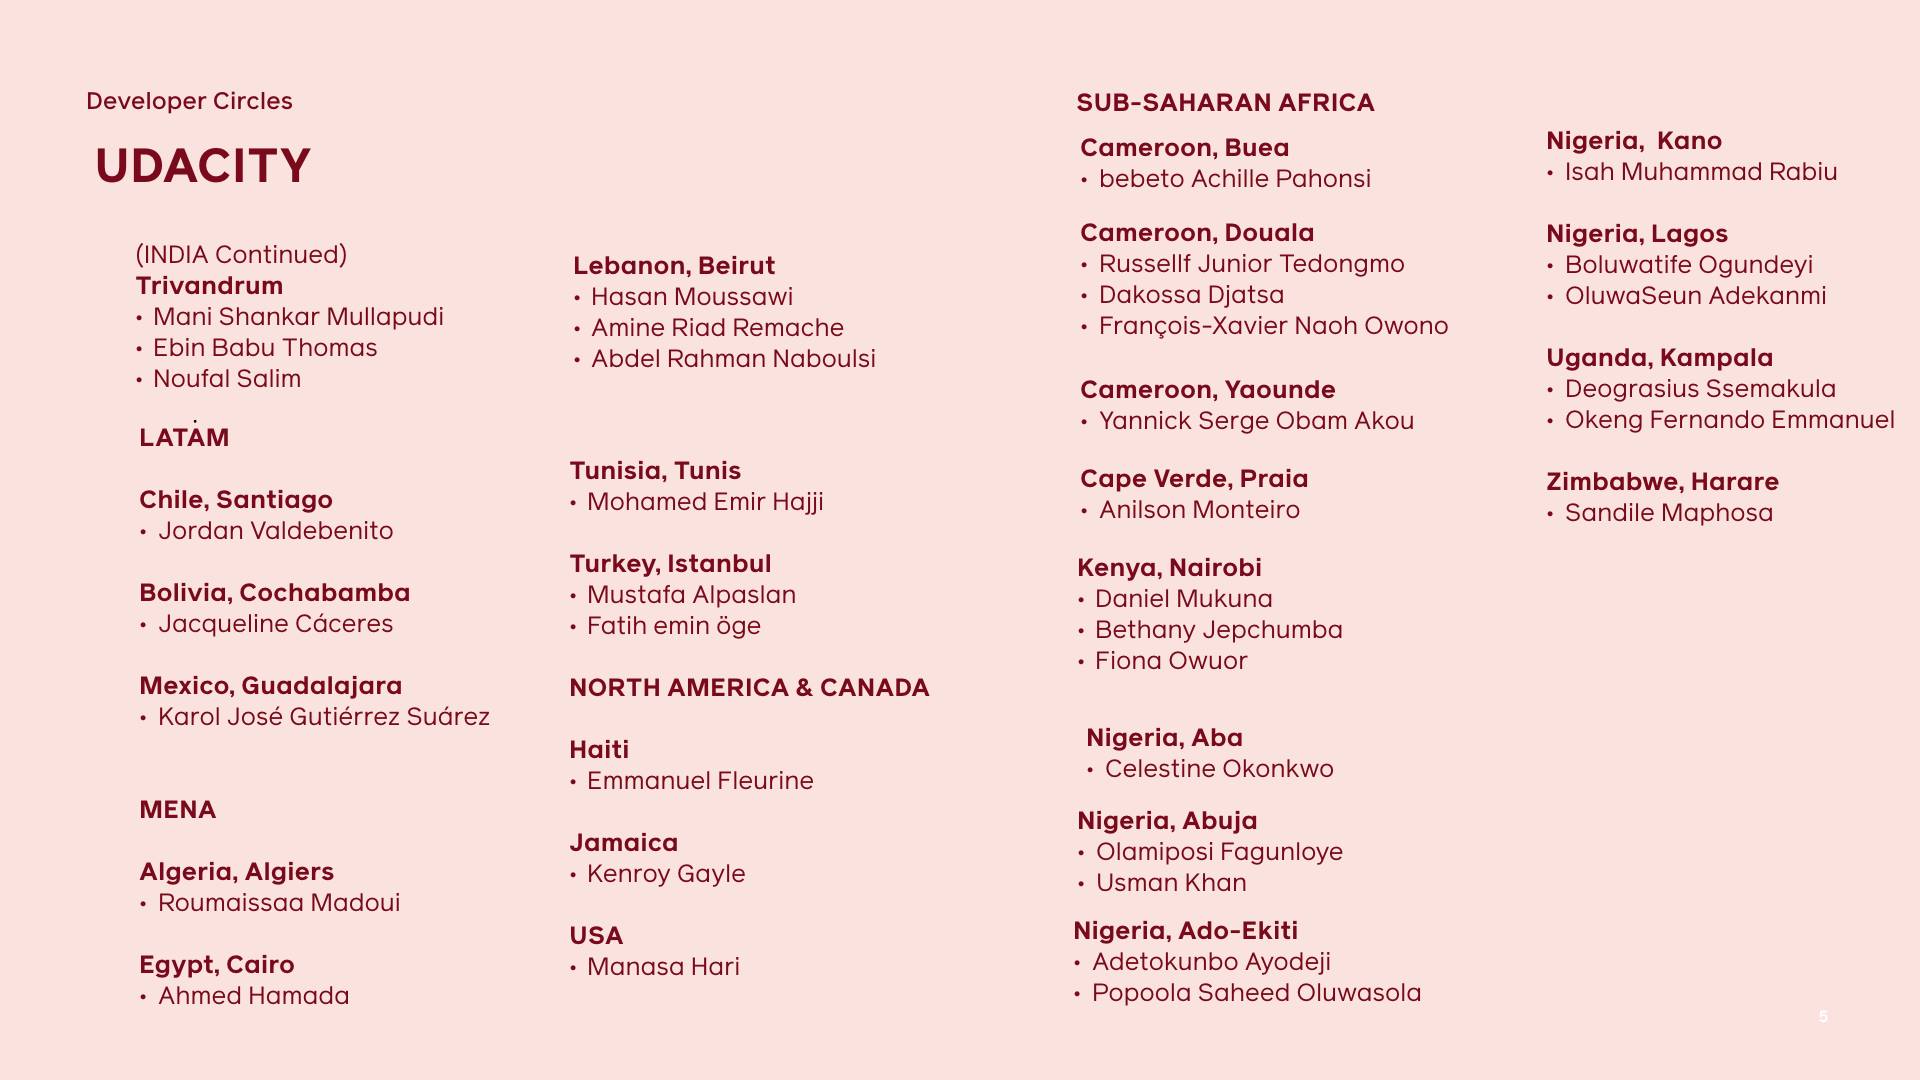 Developer Circles
UDACITY
(INDIA Continued)
Trivandrum
• Mani Shankar Mullapudi
• Ebin Babu Thomas
• Noufal Salim
.
LATAM
Chile, Santiago
• Jordan Valdebenito
Bolivia, Cochabamba
• Jacqueline Cáceres
Mexico, Guadalajara
• Karol José Gutiérrez Suárez
MENA
Algeria, Algiers
• Roumaissaa Madoui
Egypt, Cairo
• Ahmed Hamada
Lebanon, Beirut
• Hasan Moussawi
• Amine Riad Remache
• Abdel Rahman Naboulsi
Tunisia, Tunis
• Mohamed Emir Hajji
Turkey, Istanbul
• Mustafa Alpaslan
• Fatih emin öge
NORTH AMERICA & CANADA
Haiti
• Emmanuel Fleurine
Jamaica
• Kenroy Gayle
USA
• Manasa Hari
SUB-SAHARAN AFRICA
Cameroon, Buea
• bebeto Achille Pahonsi
Cameroon, Douala
• Russellf Junior Tedongmo
• Dakossa Djatsa
• François-Xavier Naoh Owono
Cameroon, Yaounde
• Yannick Serge Obam Akou
Cape Verde, Praia
• Anilson Monteiro
Kenya, Nairobi
• Daniel Mukuna
• Bethany Jepchumba
• Fiona Owuor
Nigeria, Aba
• Celestine Okonkwo
Nigeria, Abuja
• Olamiposi Fagunloye
• Usman Khan
Nigeria, Ado-Ekiti
• Adetokunbo Ayodeji
• Popoola Saheed Oluwasola
Nigeria, Kano
• Isah Muhammad Rabiu
Nigeria, Lagos
• Boluwatife Ogundeyi
• OluwaSeun Adekanmi
Uganda, Kampala
• Deograsius Ssemakula
• Okeng Fernando Emmanuel
Zimbabwe, Harare
• Sandile Maphosa
5